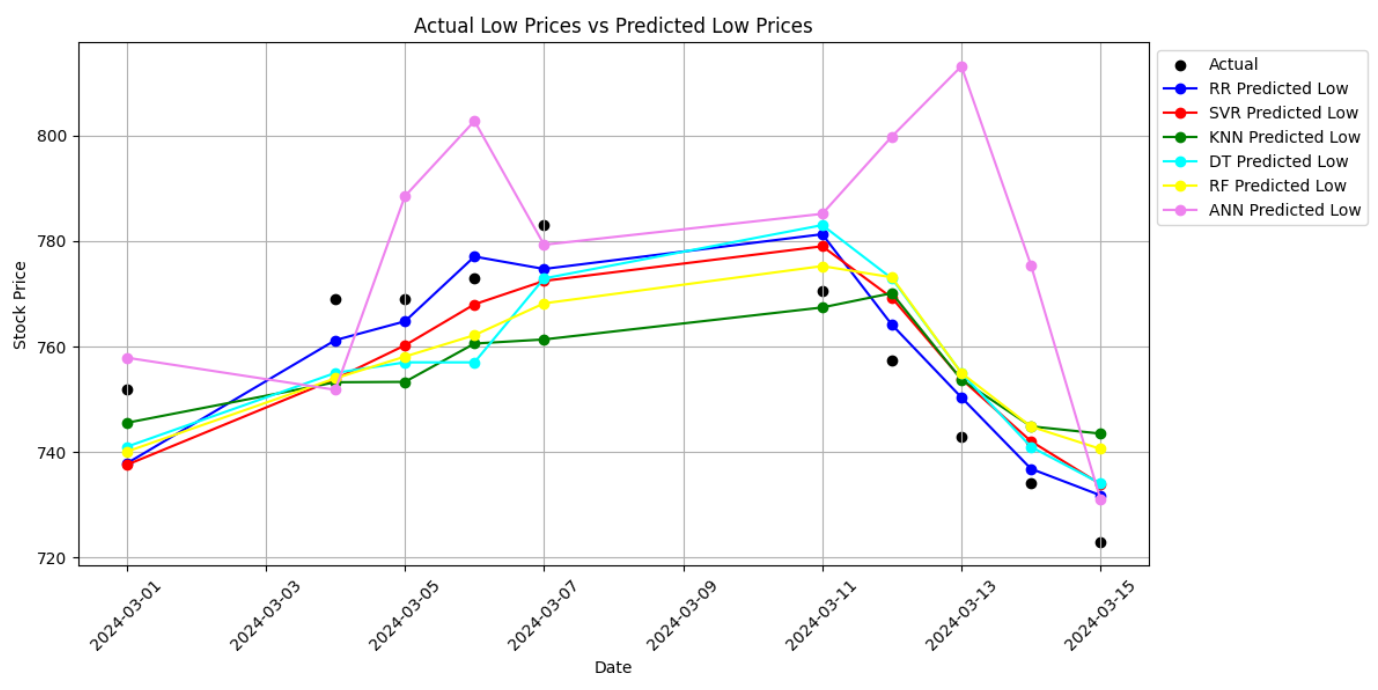 Actual Low Prices vs Predicted Low Prices
Actual
RR Predicted Low
SVR Predicted Low
KNN Predicted Low
DT Predicted Low
RF Predicted Low
ANN Predicted Low
Stock Price
800
780
760
740
720
2024-03-01
2024-03-03
2024-03-05
2024-03-07
2024-03-09
2024-03-11
2024-03-13
2024-03-15
Date